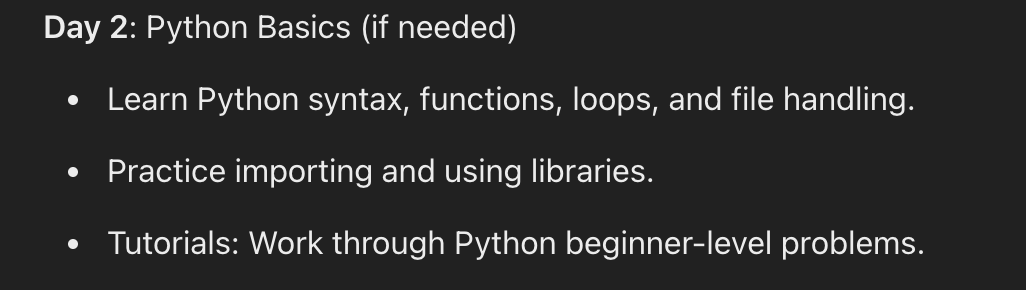 Day 2: Python Basics (if needed)
• Learn Python syntax, functions, loops, and file handling.
• Practice importing and using libraries.
• Tutorials: Work through Python beginner-level problems.